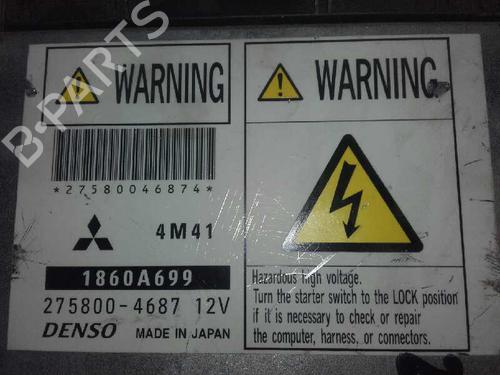 WARNING
*27580046874*
4M41
1860A699
275800-4687 12V
DENSO MADE IN JAPAN
WARNING
Hazardous high voltage.
Turn the starter switch to the LOCK position
if it is necessary to check or repair
the computer, harness, or connectors.
B-PARTS